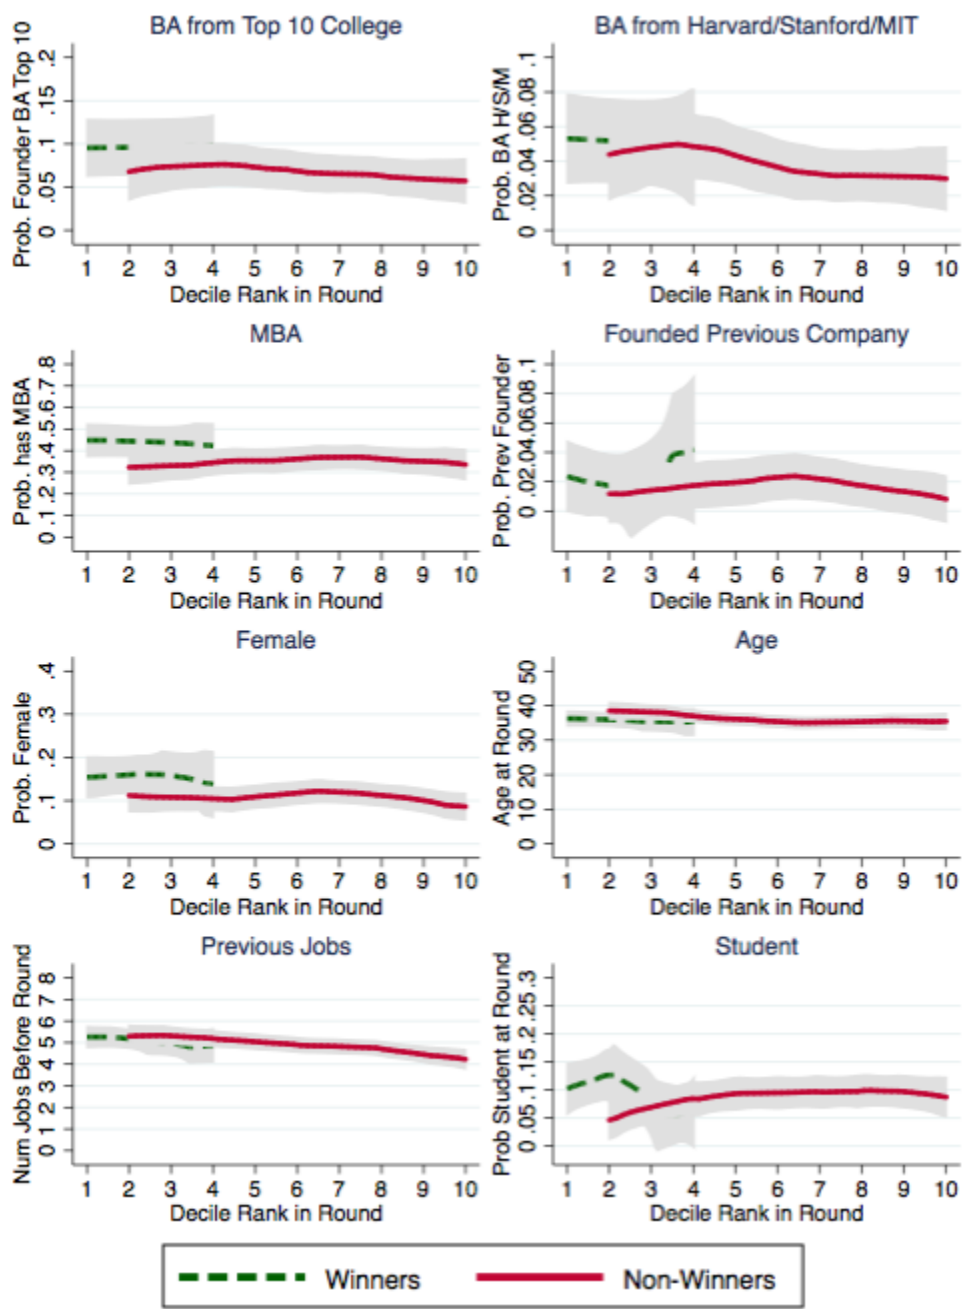 BA from Top 10 College
Prob. Founder BA Top 10
0 .05 .1 .15 .2
1 2 3 4 5 6 7 8 9 10
Decile Rank in Round
BA from Harvard/Stanford/MIT
Prob. BA H/S/M
0 .02 .04 .06 .08 .1
1 2 3 4 5 6 7 8 9 10
Decile Rank in Round
MBA
Prob. has MBA
0 .1 .2 .3 .4 .5 .6 .7 .8
1 2 3 4 5 6 7 8 9 10
Decile Rank in Round
Founded Previous Company
Prob. Prev Founder
0 .02 .04 .06 .08 .1
1 2 3 4 5 6 7 8 9 10
Decile Rank in Round
Female
Prob. Female
0 .1 .2 .3 .4
1 2 3 4 5 6 7 8 9 10
Decile Rank in Round
Age
Age at Round
0 10 20 30 40 50
1 2 3 4 5 6 7 8 9 10
Decile Rank in Round
Previous Jobs
Num Jobs Before Round
0 1 2 3 4 5 6 7 8
1 2 3 4 5 6 7 8 9 10
Decile Rank in Round
Student
Prob Student at Round
0 .05 .1 .15 .2 .25 .3
1 2 3 4 5 6 7 8 9 10
Decile Rank in Round
Winners
Non-Winners